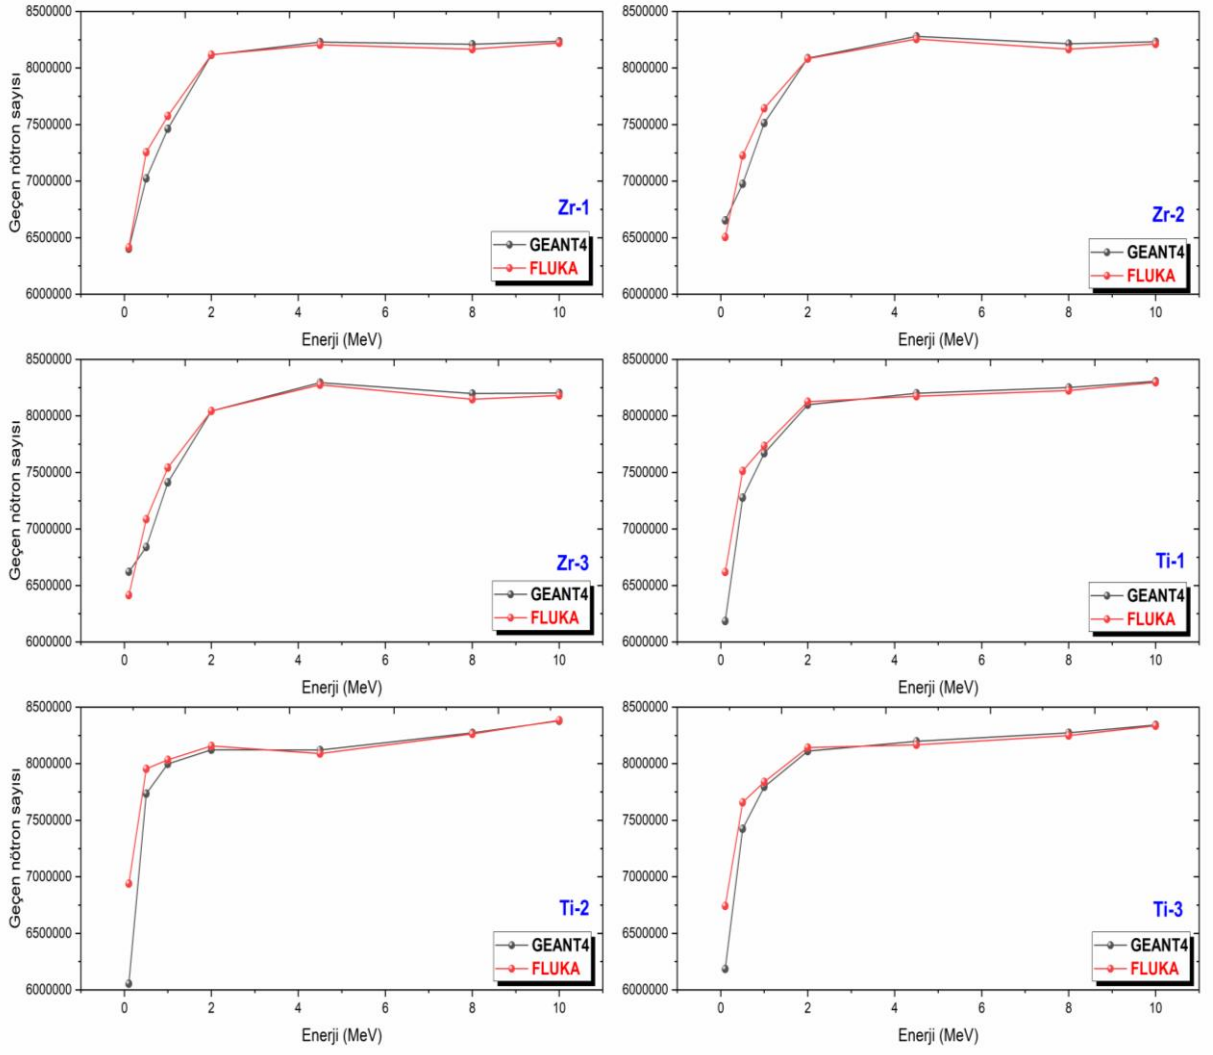 8500000
8000000
7500000
7000000
6500000
6000000
Geçen nötron sayısı
Zr-1
GEANT4
FLUKA
0 2 4 6 8 10
Enerji (MeV)
8500000
8000000
7500000
7000000
6500000
6000000
Zr-2
GEANT4
FLUKA
0 2 4 6 8 10
Enerji (MeV)
8500000
8000000
7500000
7000000
6500000
6000000
Geçen nötron sayısı
Zr-3
GEANT4
FLUKA
0 2 4 6 8 10
Enerji (MeV)
8500000
8000000
7500000
7000000
6500000
6000000
Ti-1
GEANT4
FLUKA
0 2 4 6 8 10
Enerji (MeV)
8500000
8000000
7500000
7000000
6500000
6000000
Geçen nötron sayısı
Ti-2
GEANT4
FLUKA
0 2 4 6 8 10
Enerji (MeV)
8500000
8000000
7500000
7000000
6500000
6000000
Ti-3
GEANT4
FLUKA
0 2 4 6 8 10
Enerji (MeV)